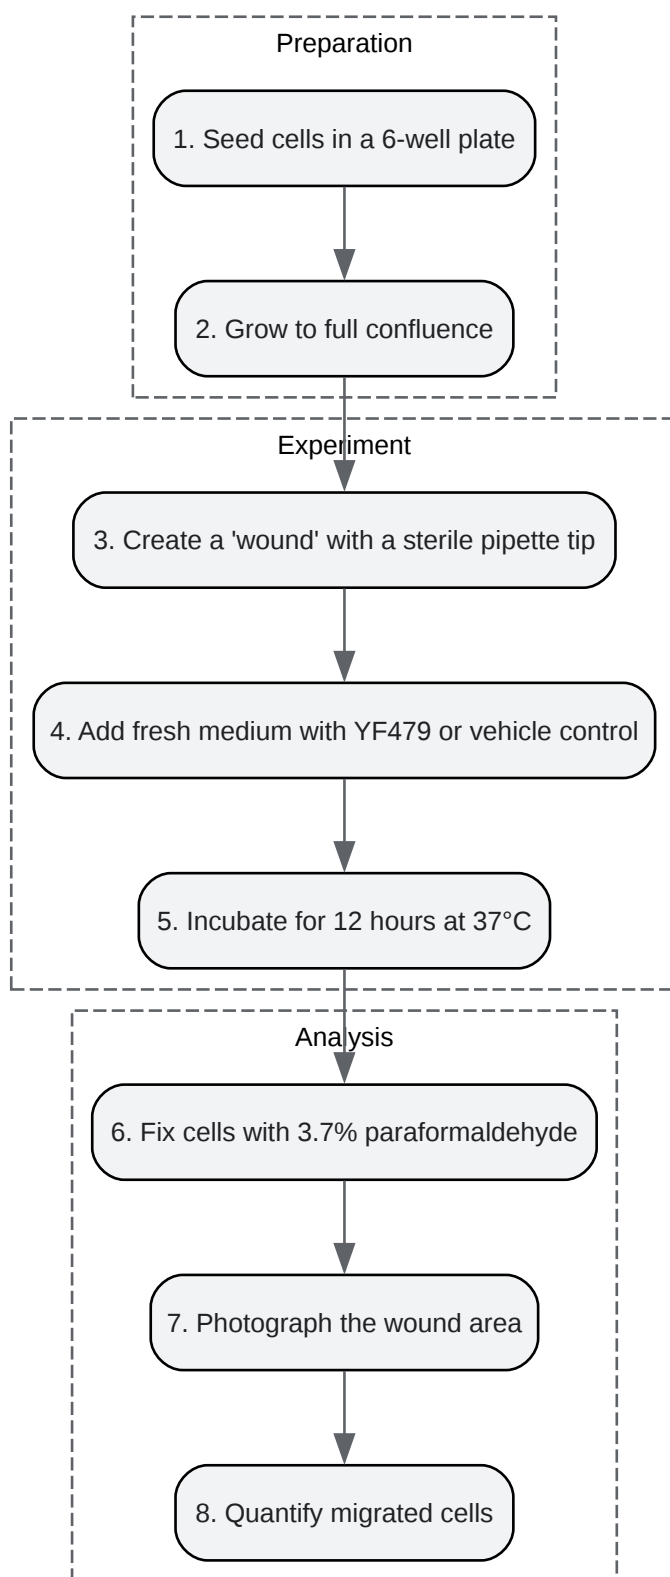 Preparation
1. Seed cells in a 6-well plate
2. Grow to full confluence
Experiment
3. Create a 'wound' with a sterile pipette tip
4. Add fresh medium with YF479 or vehicle control
5. Incubate for 12 hours at 37°C
Analysis
6. Fix cells with 3.7% paraformaldehyde
7. Photograph the wound area
8. Quantify migrated cells